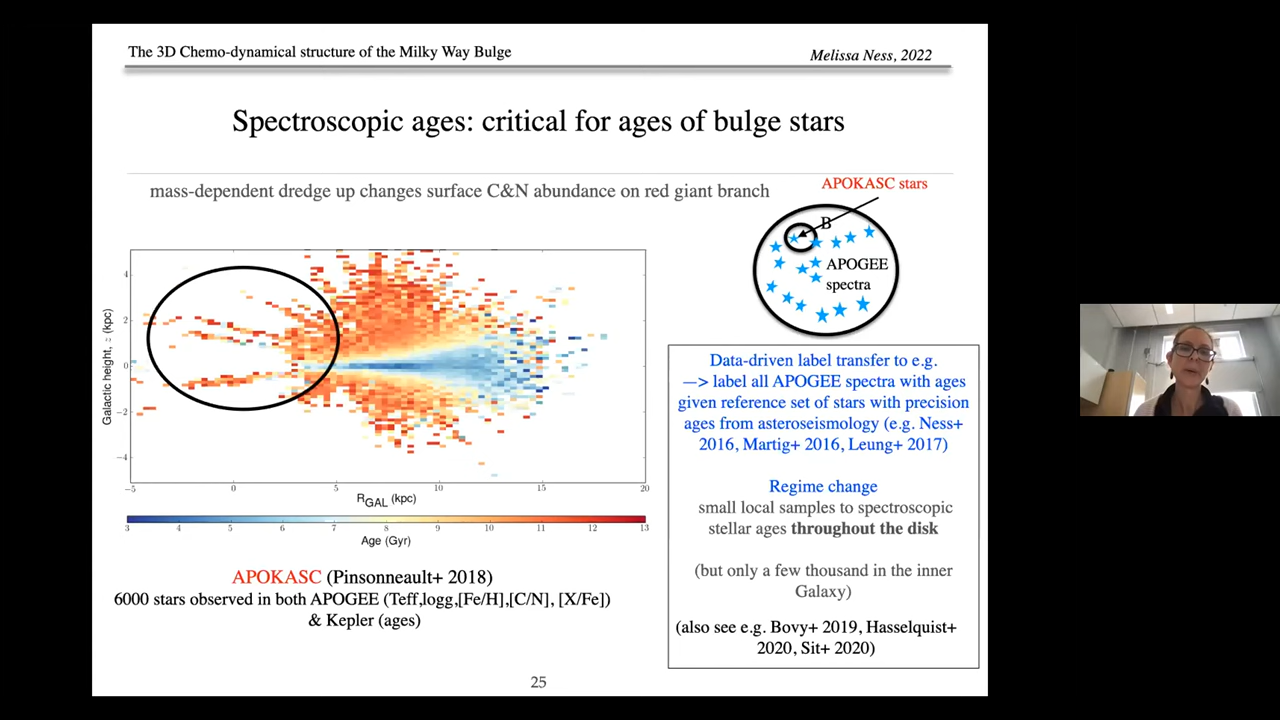 The 3D Chemo-dynamical structure of the Milky Way Bulge
Melissa Ness, 2022
Spectroscopic ages: critical for ages of bulge stars
mass-dependent dredge up changes surface C&N abundance on red giant branch
APOKASC stars
B
APOGEE
spectra
Galactic height, z (kpc)
4
2
0
−2
−4
−5
0
5
10
15
20
R_GAL (kpc)
3
4
5
6
7
8
9
10
11
12
13
Age (Gyr)
APOKASC (Pinsonneault+ 2018)
6000 stars observed in both APOGEE (Teff,logg,[Fe/H],[C/N], [X/Fe])
& Kepler (ages)
Data-driven label transfer to e.g.
—> label all APOGEE spectra with ages
given reference set of stars with precision
ages from asteroseismology (e.g. Ness+
2016, Martig+ 2016, Leung+ 2017)
Regime change
small local samples to spectroscopic
stellar ages throughout the disk
(but only a few thousand in the inner
Galaxy)
(also see e.g. Bovy+ 2019, Hasselquist+
2020, Sit+ 2020)
25